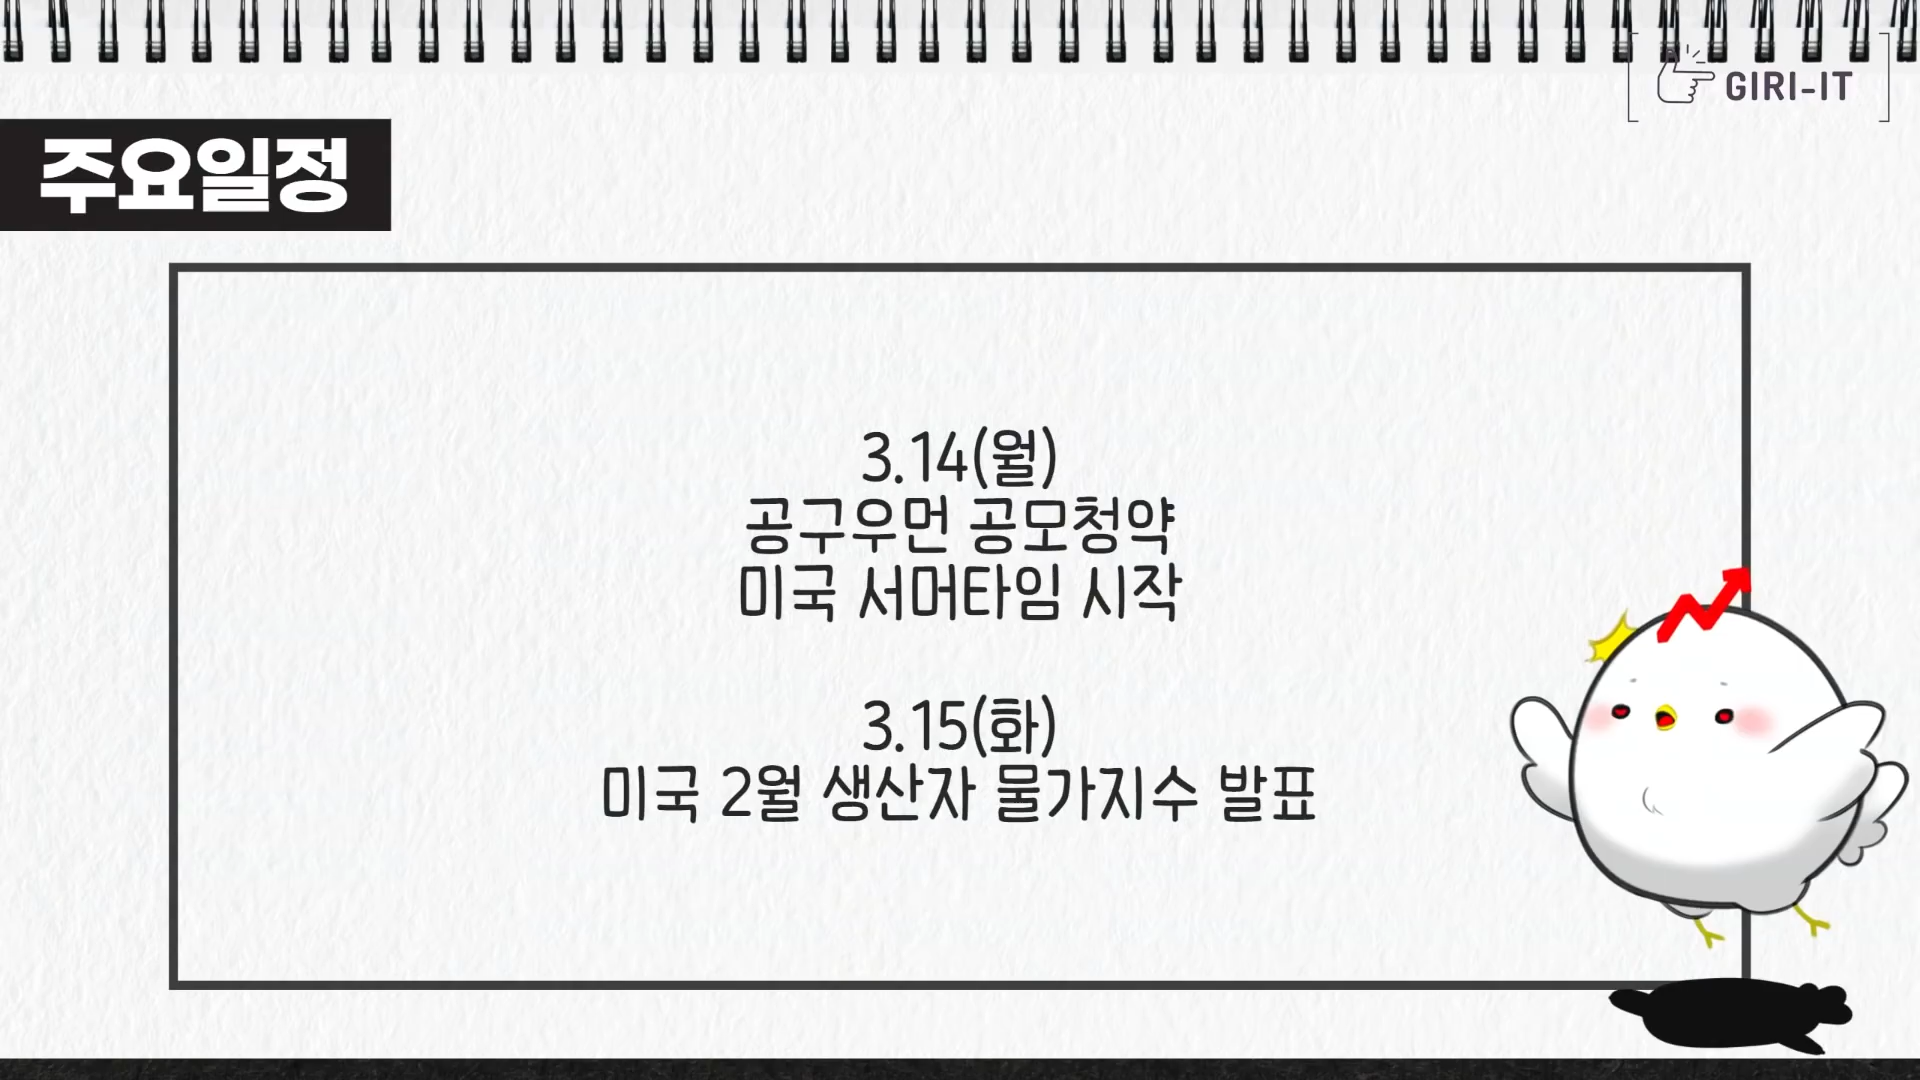 GIRI-IT
주요일정
3.14(월)
공구우먼 공모청약
미국 서머타임 시작
3.15(화)
미국 2월 생산자 물가지수 발표